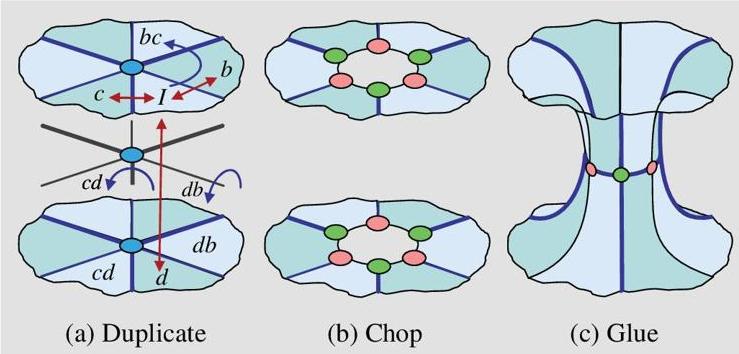 bc
b
c
I
cd
db
db
cd
d
(a) Duplicate
(b) Chop
(c) Glue